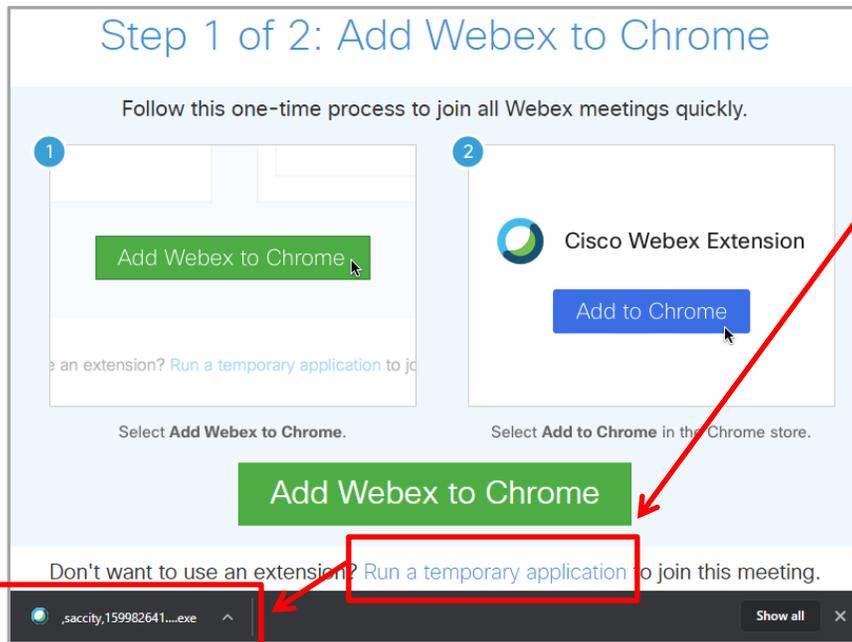 Step 1 of 2: Add Webex to Chrome
Follow this one-time process to join all Webex meetings quickly.
1
Add Webex to Chrome
an extension? Run a temporary application to
Select Add Webex to Chrome.
2
Cisco Webex Extension
Add to Chrome
Select Add to Chrome in the Chrome store.
Add Webex to Chrome
Don't want to use an extension? Run a temporary application to join this meeting.
,saccity,159982641....exe
Show all